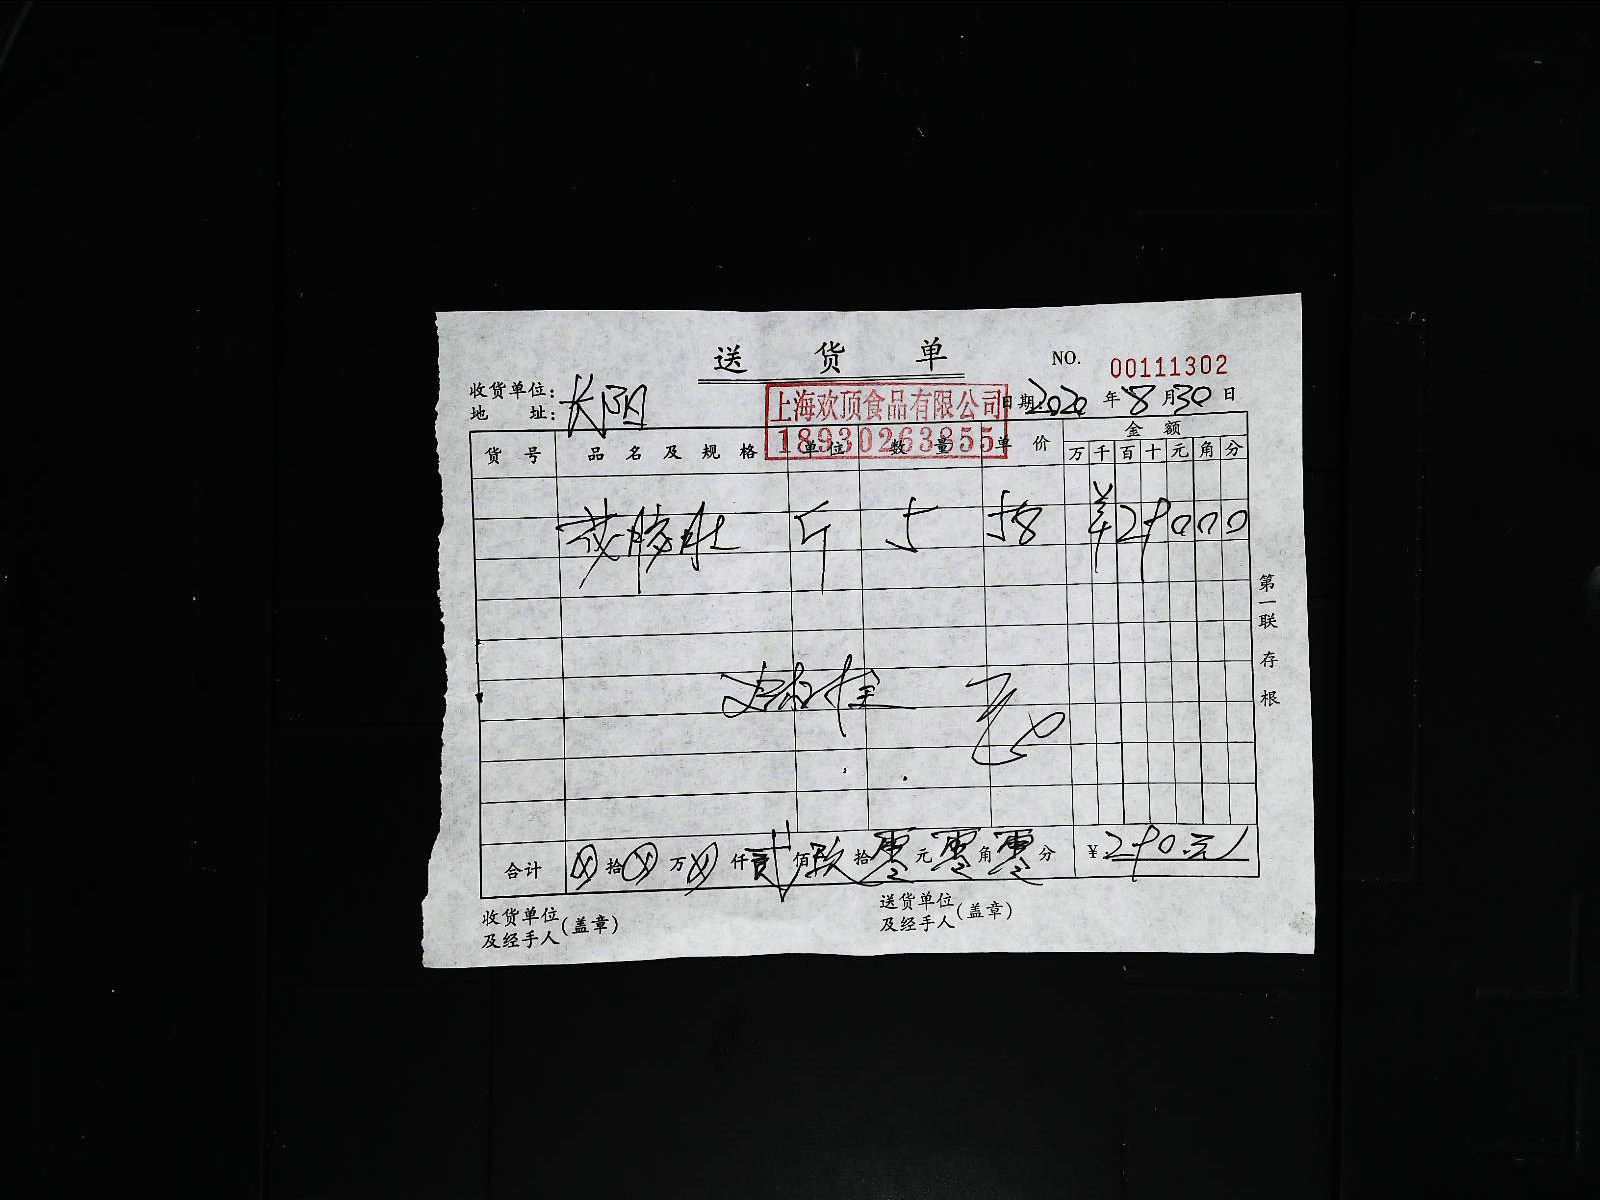 送 货 单
NO. 00111302
收货单位:
地 址: 长阳
上海欢顶食品有限公司
18930263855
日期: 2020 年 8 月 30 日
货 号 品 名 及 规 格 单位 数 量 单 价 金 额
万 千 百 十 元 角 分
斤 5 58 ¥ 2 9 0 0 0
第一联 存根
合计 ⊗ 拾 ⊗ 万 ⊗ 仟 贰 佰 玖 拾 零 元 零 角 零 分 ¥ 290.元
收货单位
及经手人 (盖章)
送货单位
及经手人 (盖章)